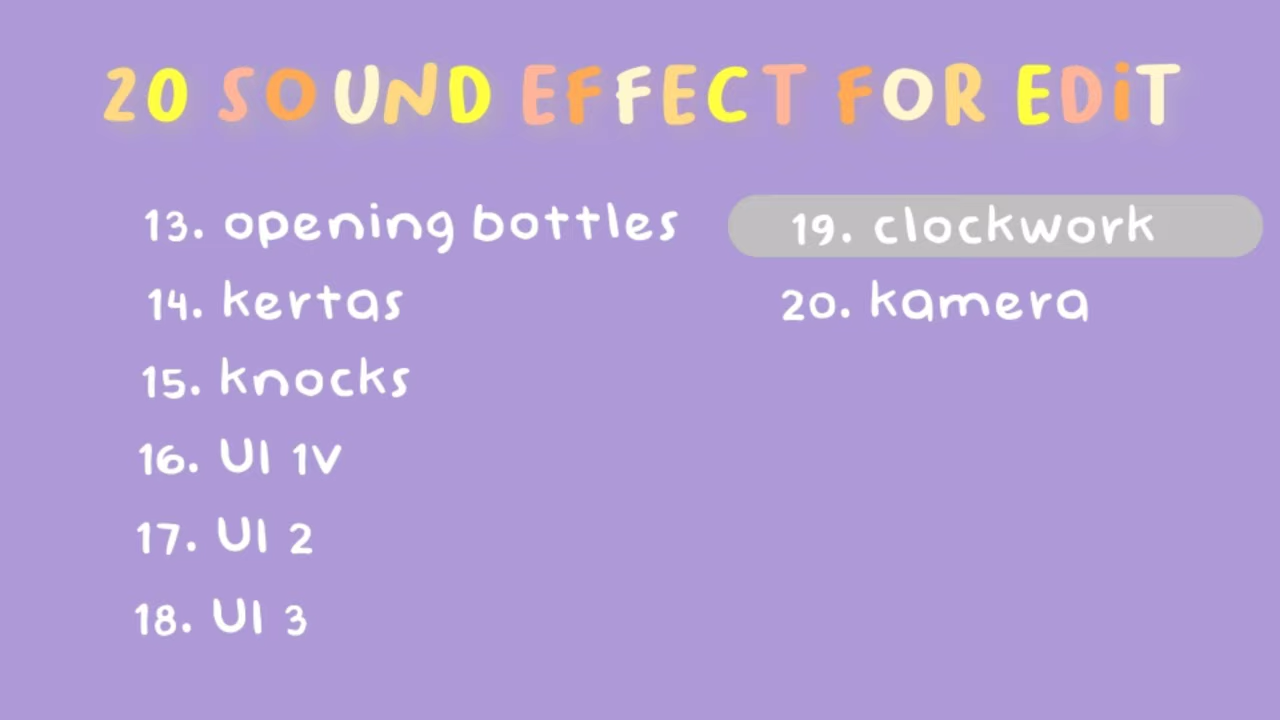 20 SOUND EFFECT FOR EDiT
13. opening bottles
14. kertas
15. knocks
16. UI 1V
17. UI 2
18. UI 3
19. clockwork
20. kamera